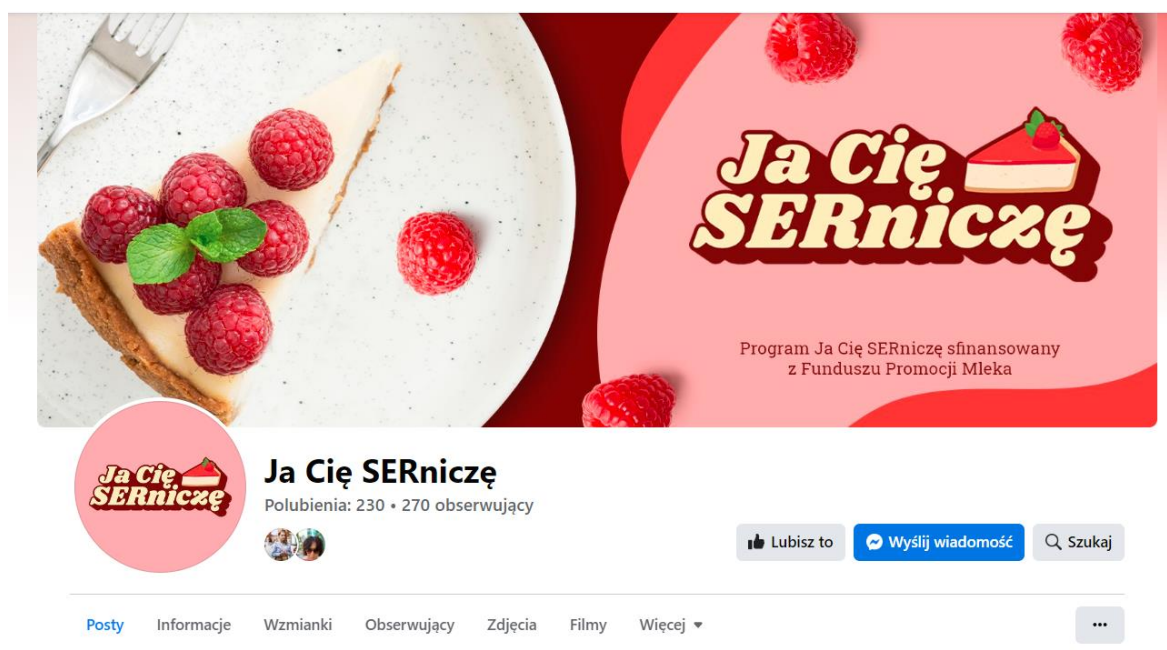 Ja Cię
SERniczę
Program Ja Cię SERniczę sfinansowany
z Funduszu Promocji Mleka
Ja Cię
SERniczę
Ja Cię SERniczę
Polubienia: 230 • 270 obserwujący
Lubisz to
Wyślij wiadomość
Szukaj
Posty Informacje Wzmianki Obserwujący Zdjęcia Filmy Więcej